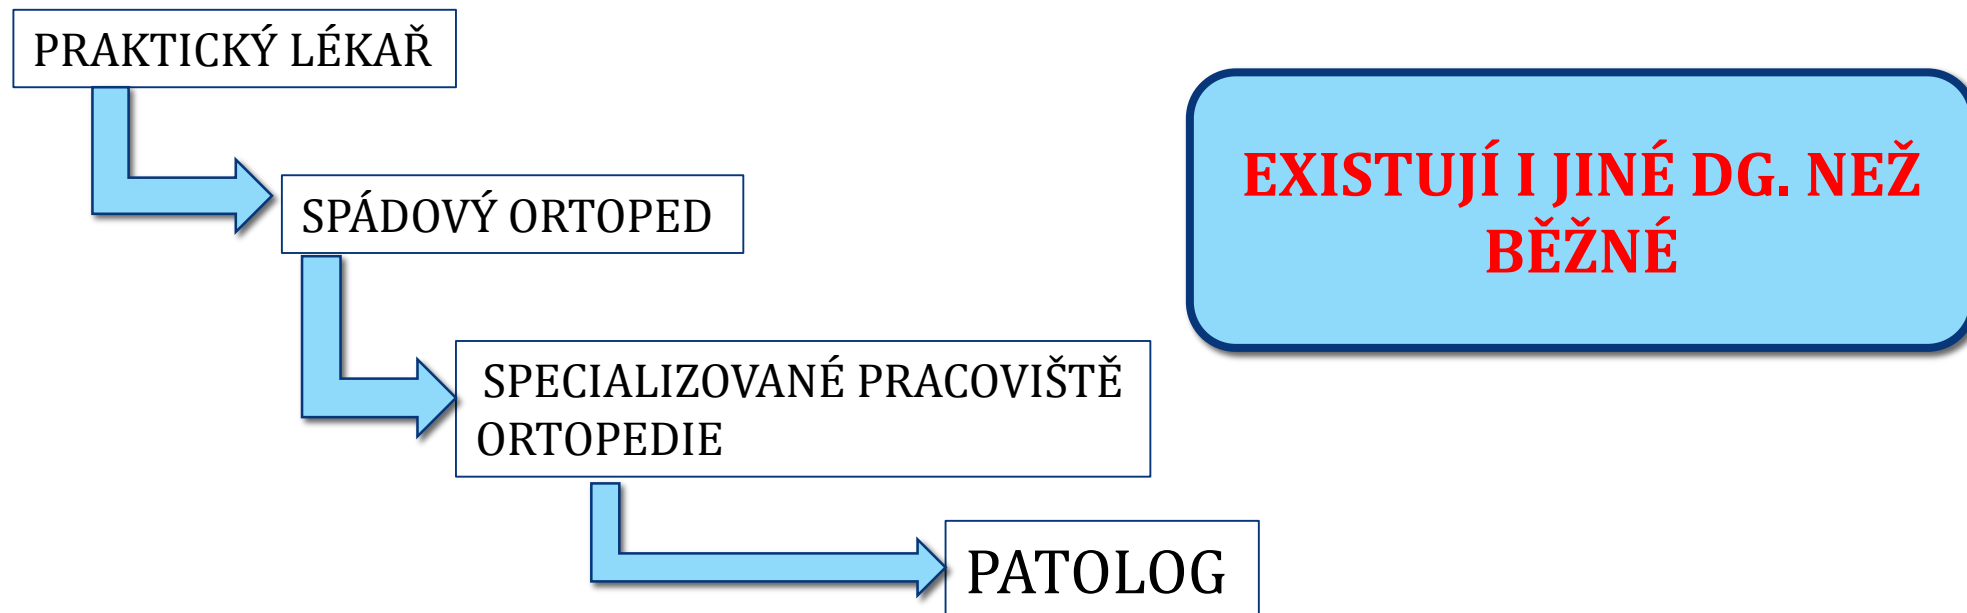 PRAKTICKÝ LÉKAŘ
SPÁDOVÝ ORTOPED
SPECIALIZOVANÉ PRACOVIŠTĚ
ORTOPEDIE
PATOLOG
EXISTUJÍ I JINÉ DG. NEŽ
BĚŽNÉ